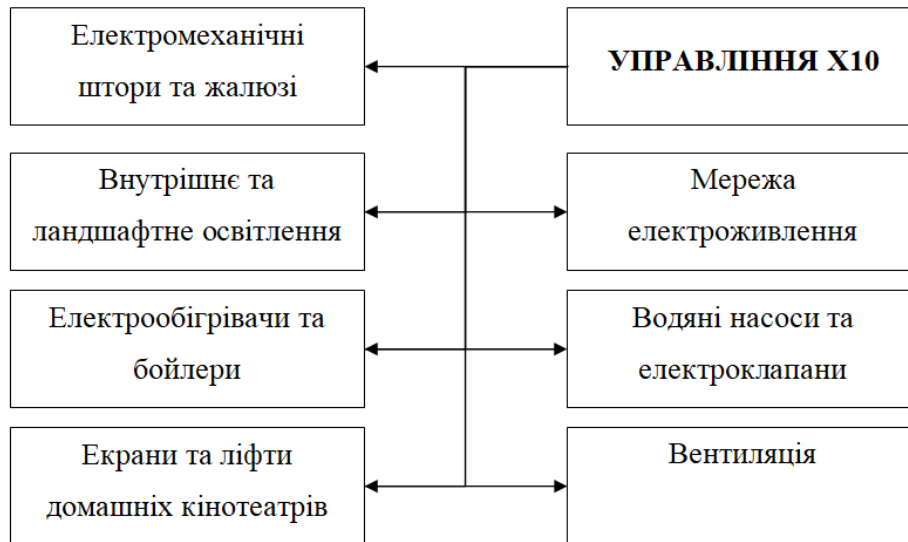 Електромеханічні
штори та жалюзі
УПРАВЛІННЯ X10
Внутрішнє та
ландшафтне освітлення
Мережа
електроживлення
Електрообігрівачи та
бойлери
Водяні насоси та
електроклапани
Екрани та ліфти
домашніх кінотеатрів
Вентиляція